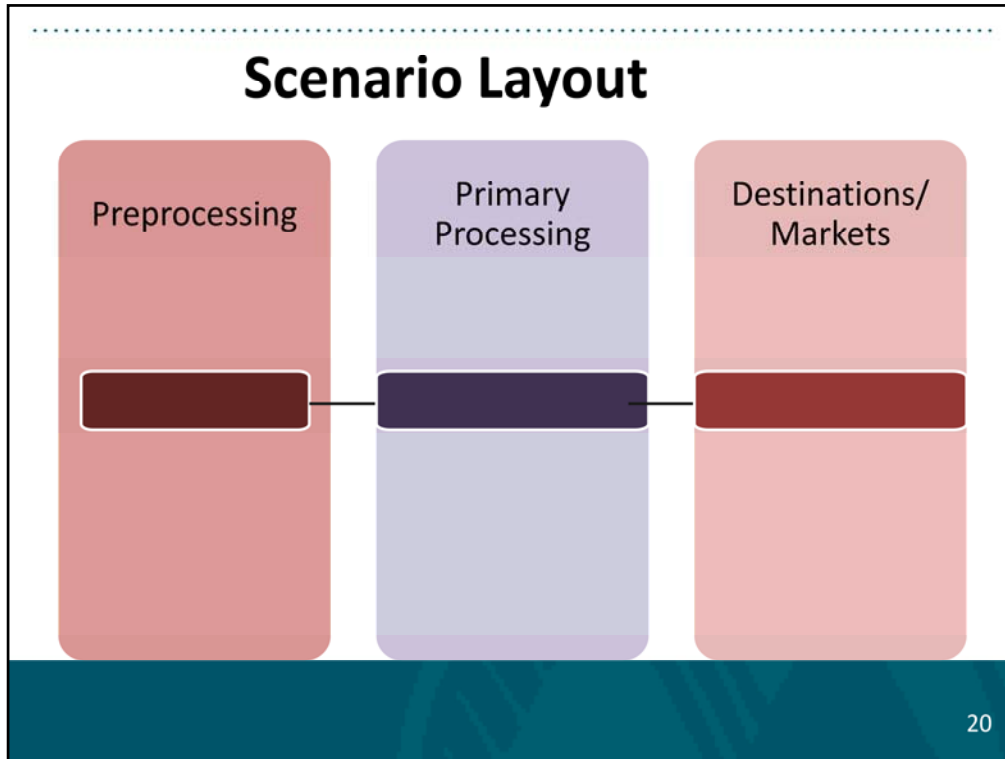 Scenario Layout
Preprocessing
Primary
Processing
Destinations/
Markets
20